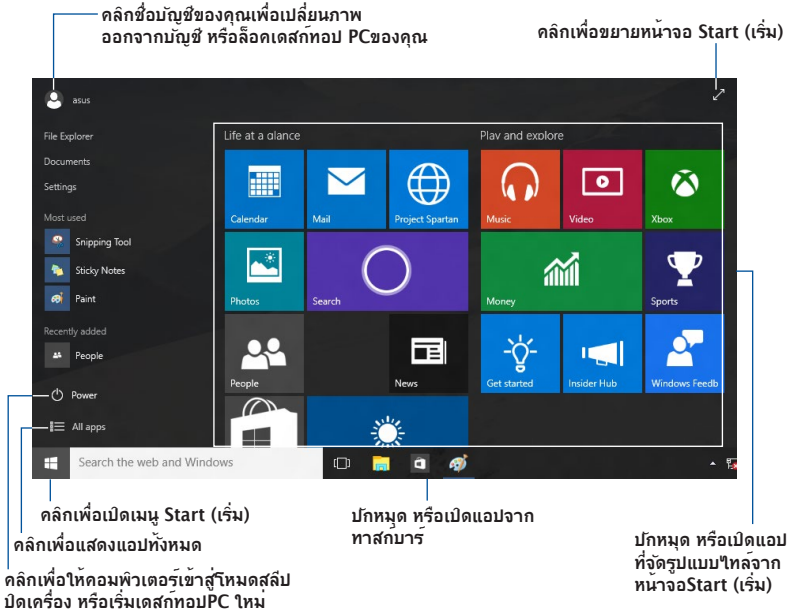 คลิกชื่อบัญชีของคุณเพื่อเปลี่ยนภาพ
ออกจากบัญชี หรือล็อคเดสก์ทอป PCของคุณ
คลิกเพื่อขยายหน้าจอ Start (เริ่ม)
asus
File Explorer
Documents
Settings
Most used
Snipping Tool
Sticky Notes
Paint
Recently added
People
Power
All apps
Life at a glance
Calendar
Mail
Project Spartan
Photos
Search
People
News
Play and explore
Music
Video
Xbox
Money
Sports
Get started
Insider Hub
Windows Feedb
Search the web and Windows
คลิกเพื่อเปิดเมนู Start (เริ่ม)
คลิกเพื่อแสดงแอปทั้งหมด
คลิกเพื่อให้คอมพิวเตอร์เข้าสู่โหมดสลีป
ปิดเครื่อง หรือเริ่มเดสก์ทอปPC ใหม่
ปักหมุด หรือเปิดแอปจาก
ทาสก์บาร์
ปักหมุด หรือเปิดแอป
ที่จัดรูปแบบไทล์จาก
หน้าจอStart (เริ่ม)